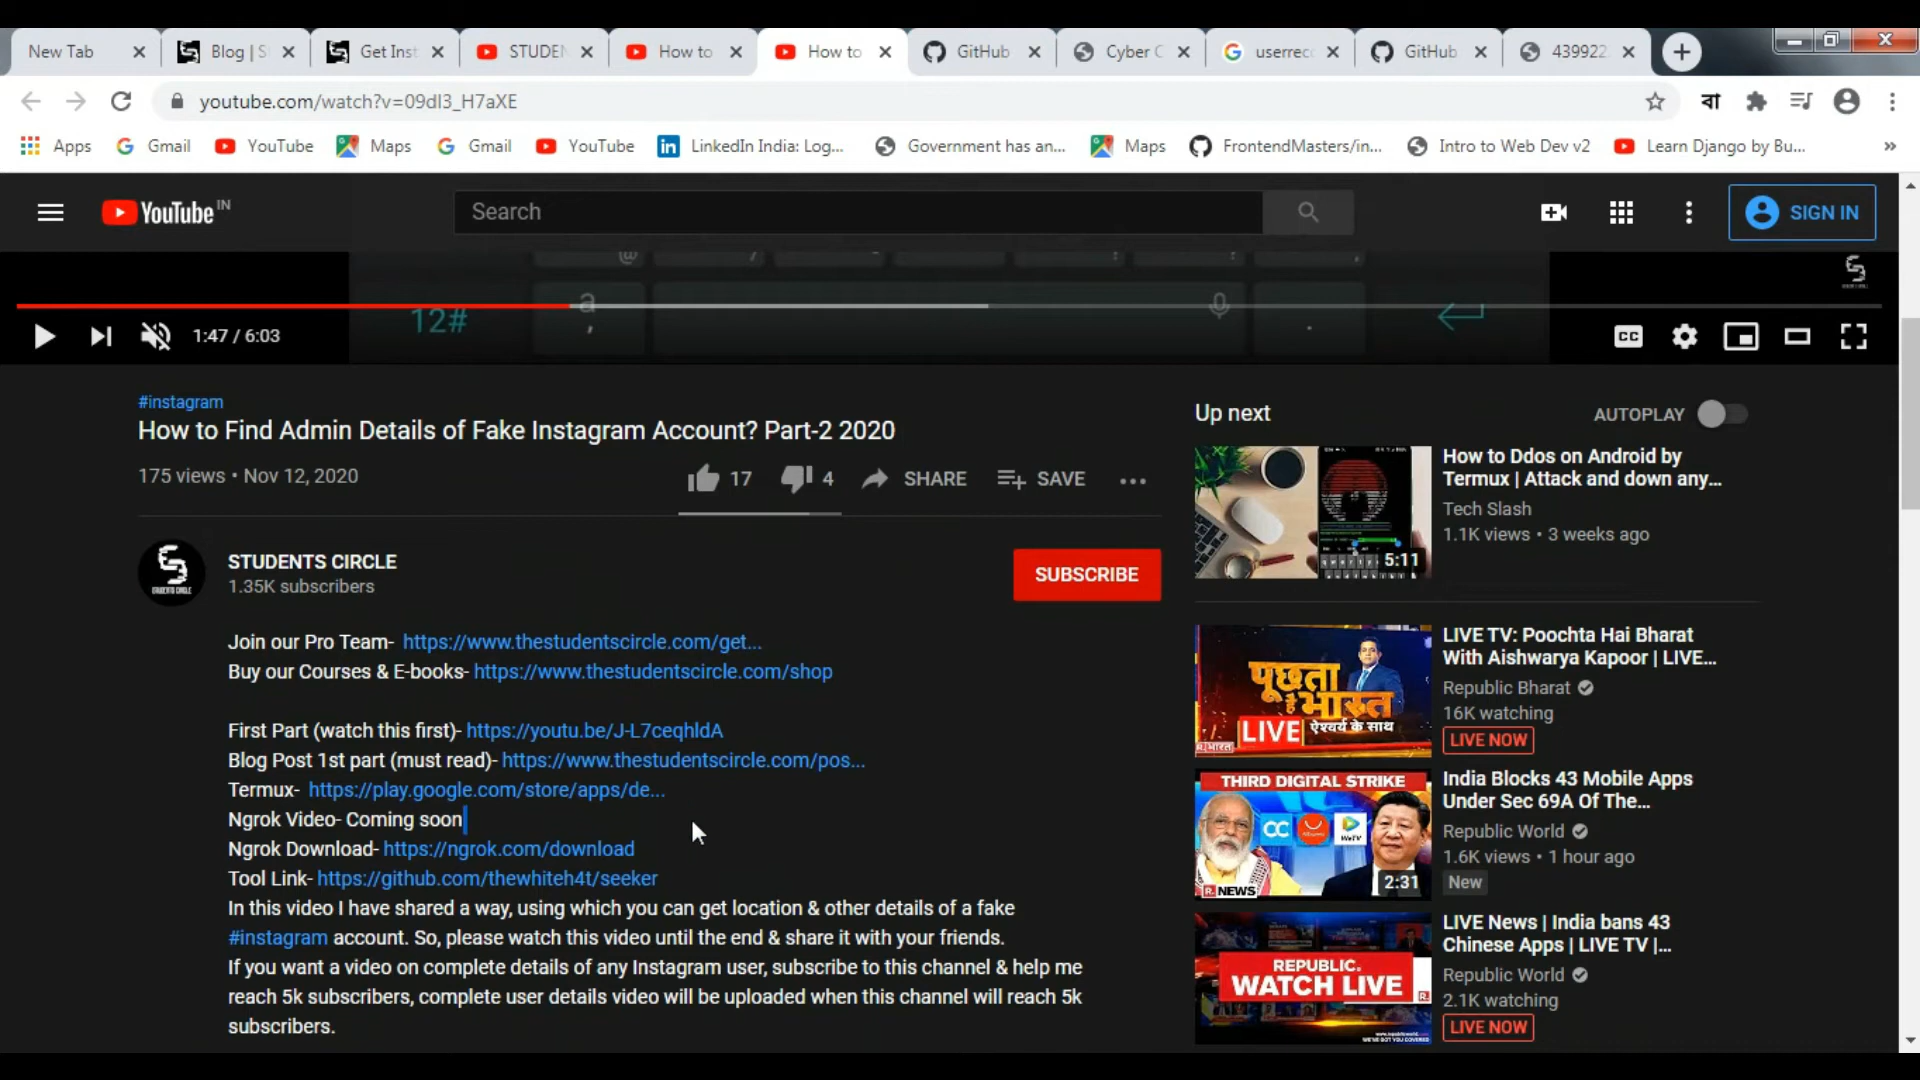 New Tab
Blog | S
Get Inst
STUDEN
How to
How to
GitHub
Cyber C
userreco
GitHub
439922
youtube.com/watch?v=09dI3_H7aXE
বা
Apps
Gmail
YouTube
Maps
Gmail
YouTube
LinkedIn India: Log...
Government has an...
Maps
FrontendMasters/in...
Intro to Web Dev v2
Learn Django by Bu...
YouTube IN
Search
SIGN IN
12#
a
,
.
1:47 / 6:03
CC
#instagram
How to Find Admin Details of Fake Instagram Account? Part-2 2020
175 views • Nov 12, 2020
17
4
SHARE
SAVE
STUDENTS CIRCLE
1.35K subscribers
SUBSCRIBE
Join our Pro Team- https://www.thestudentscircle.com/get...
Buy our Courses & E-books- https://www.thestudentscircle.com/shop
First Part (watch this first)- https://youtu.be/J-L7ceqhldA
Blog Post 1st part (must read)- https://www.thestudentscircle.com/pos...
Termux- https://play.google.com/store/apps/de...
Ngrok Video- Coming soon
Ngrok Download- https://ngrok.com/download
Tool Link- https://github.com/thewhiteh4t/seeker
In this video I have shared a way, using which you can get location & other details of a fake
#instagram account. So, please watch this video until the end & share it with your friends.
If you want a video on complete details of any Instagram user, subscribe to this channel & help me
reach 5k subscribers, complete user details video will be uploaded when this channel will reach 5k
subscribers.
Up next
AUTOPLAY
5:11
How to Ddos on Android by
Termux | Attack and down any...
Tech Slash
1.1K views • 3 weeks ago
पूछता
है भारत
LIVE ऐश्वर्य के साथ
LIVE TV: Poochta Hai Bharat
With Aishwarya Kapoor | LIVE...
Republic Bharat
16K watching
LIVE NOW
THIRD DIGITAL STRIKE
R. NEWS
2:31
India Blocks 43 Mobile Apps
Under Sec 69A Of The...
Republic World
1.6K views • 1 hour ago
New
REPUBLIC.
WATCH LIVE
LIVE News | India bans 43
Chinese Apps | LIVE TV |...
Republic World
2.1K watching
LIVE NOW